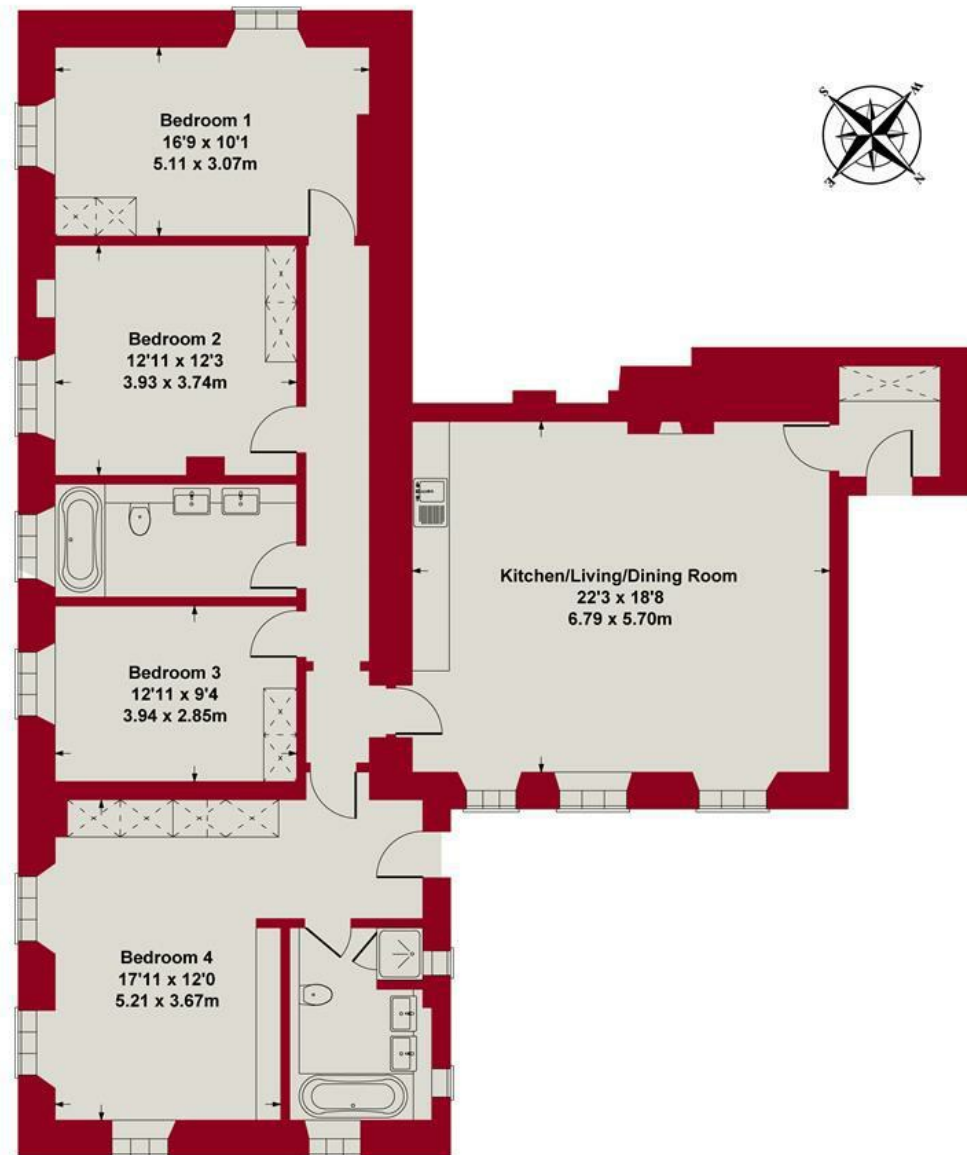 Bedroom 1
16'9 x 10'1
5.11 x 3.07m
S
W
E
N
Bedroom 2
12'11 x 12'3
3.93 x 3.74m
Kitchen/Living/Dining Room
22'3 x 18'8
6.79 x 5.70m
Bedroom 3
12'11 x 9'4
3.94 x 2.85m
Bedroom 4
17'11 x 12'0
5.21 x 3.67m